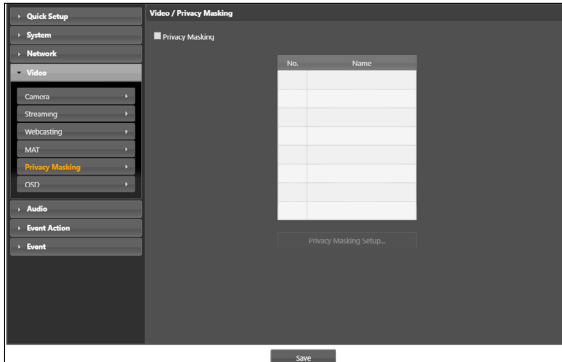 Quick Setup
System
Network
Video
Camera
Streaming
Webcasting
MAT
Privacy Masking
OSD
Audio
Event Action
Event
Video / Privacy Masking
Privacy Masking
No. Name
Privacy Masking Setup...
Save